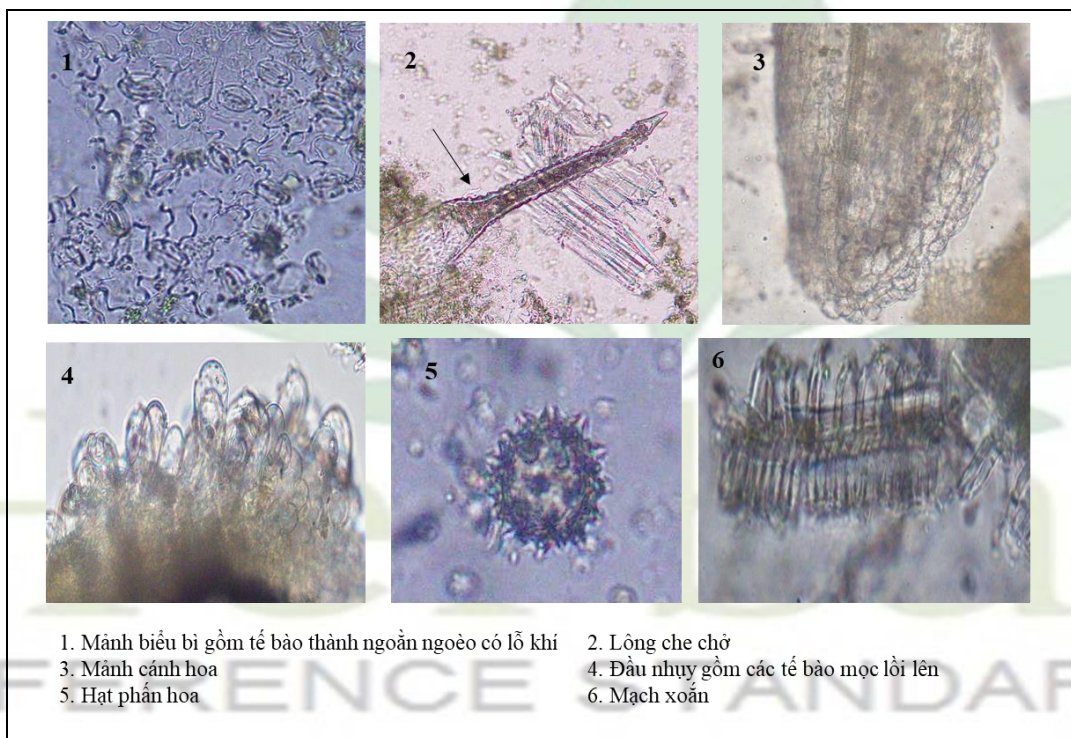 1 2 3
4 5 6
1. Mảnh biểu bì gồm tế bào thành ngoằn ngoèo có lỗ khí 2. Lông che chở
3. Mảnh cánh hoa 4. Đầu nhụy gồm các tế bào mọc lồi lên
5. Hạt phấn hoa 6. Mạch xoắn
FERENCE STANDAR